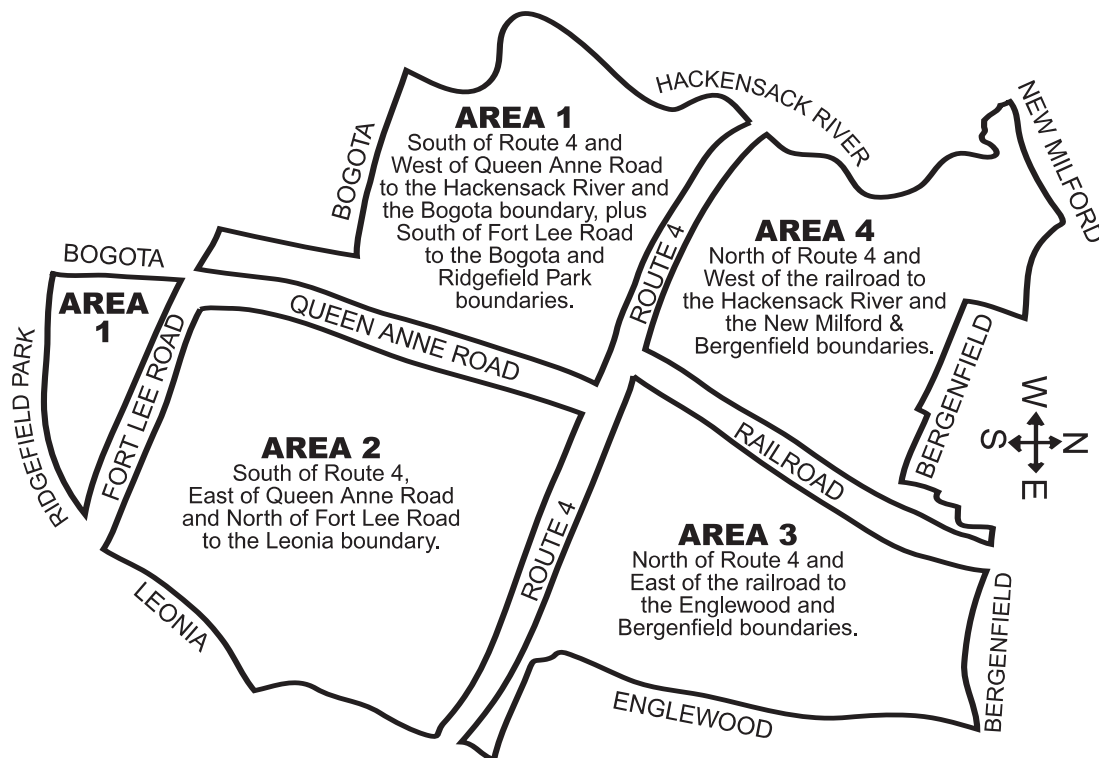 HACKENSACK RIVER
NEW MILFORD
BOGOTA
AREA 1
South of Route 4 and
West of Queen Anne Road
to the Hackensack River and
the Bogota boundary, plus
South of Fort Lee Road
to the Bogota and
Ridgefield Park
boundaries.
ROUTE 4
AREA 4
North of Route 4 and
West of the railroad to
the Hackensack River and
the New Milford &
Bergenfield boundaries.
BOGOTA
AREA
1
RIDGEFIELD PARK
FORT LEE ROAD
QUEEN ANNE ROAD
BERGENFIELD
W
S N
E
RAILROAD
AREA 2
South of Route 4,
East of Queen Anne Road
and North of Fort Lee Road
to the Leonia boundary.
ROUTE 4
AREA 3
North of Route 4 and
East of the railroad to
the Englewood and
Bergenfield boundaries.
LEONIA
ENGLEWOOD
BERGENFIELD